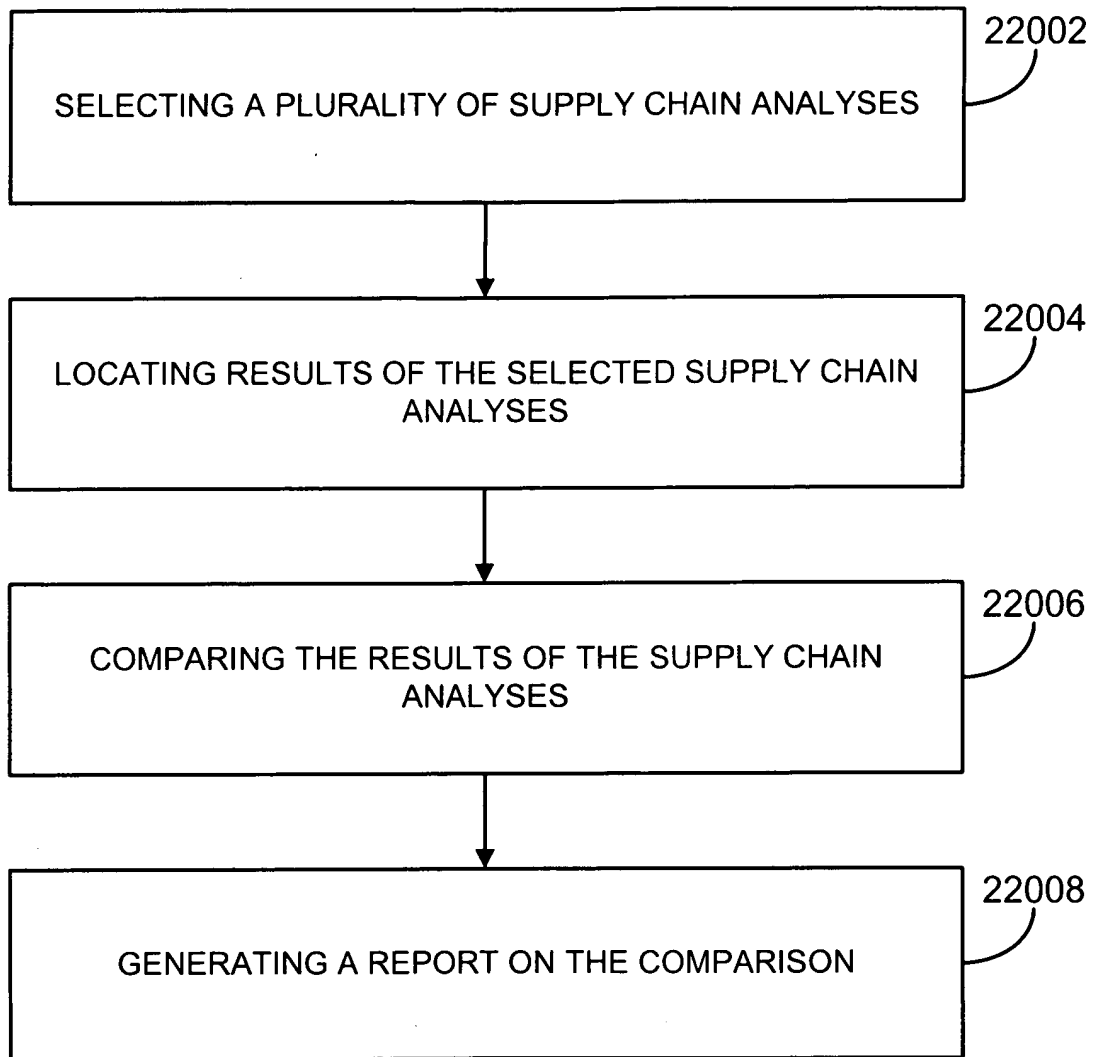 22002
SELECTING A PLURALITY OF SUPPLY CHAIN ANALYSES
22004
LOCATING RESULTS OF THE SELECTED SUPPLY CHAIN
ANALYSES
22006
COMPARING THE RESULTS OF THE SUPPLY CHAIN
ANALYSES
22008
GENERATING A REPORT ON THE COMPARISON